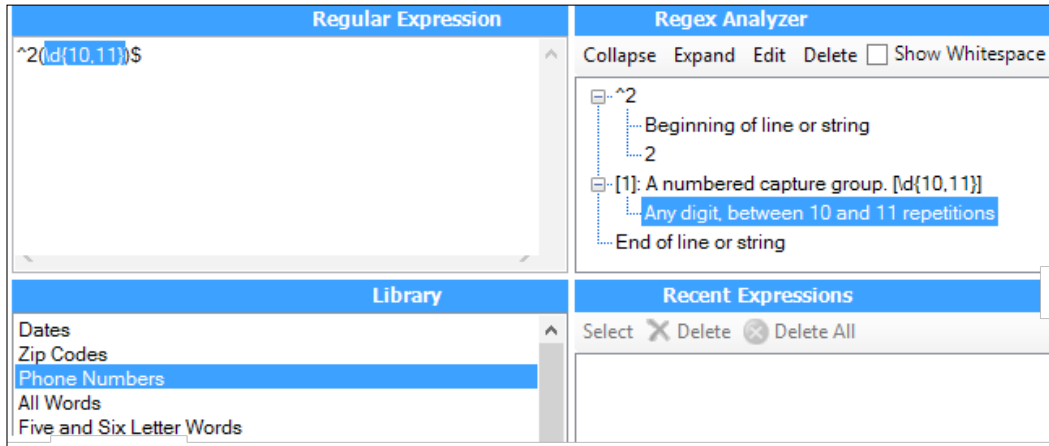 Regular Expression
^2(\d{10,11})$
Regex Analyzer
Collapse Expand Edit Delete Show Whitespace
^2
Beginning of line or string
2
[1]: A numbered capture group. [\d{10,11}]
Any digit, between 10 and 11 repetitions
End of line or string
Library
Dates
Zip Codes
Phone Numbers
All Words
Five and Six Letter Words
Recent Expressions
Select Delete Delete All